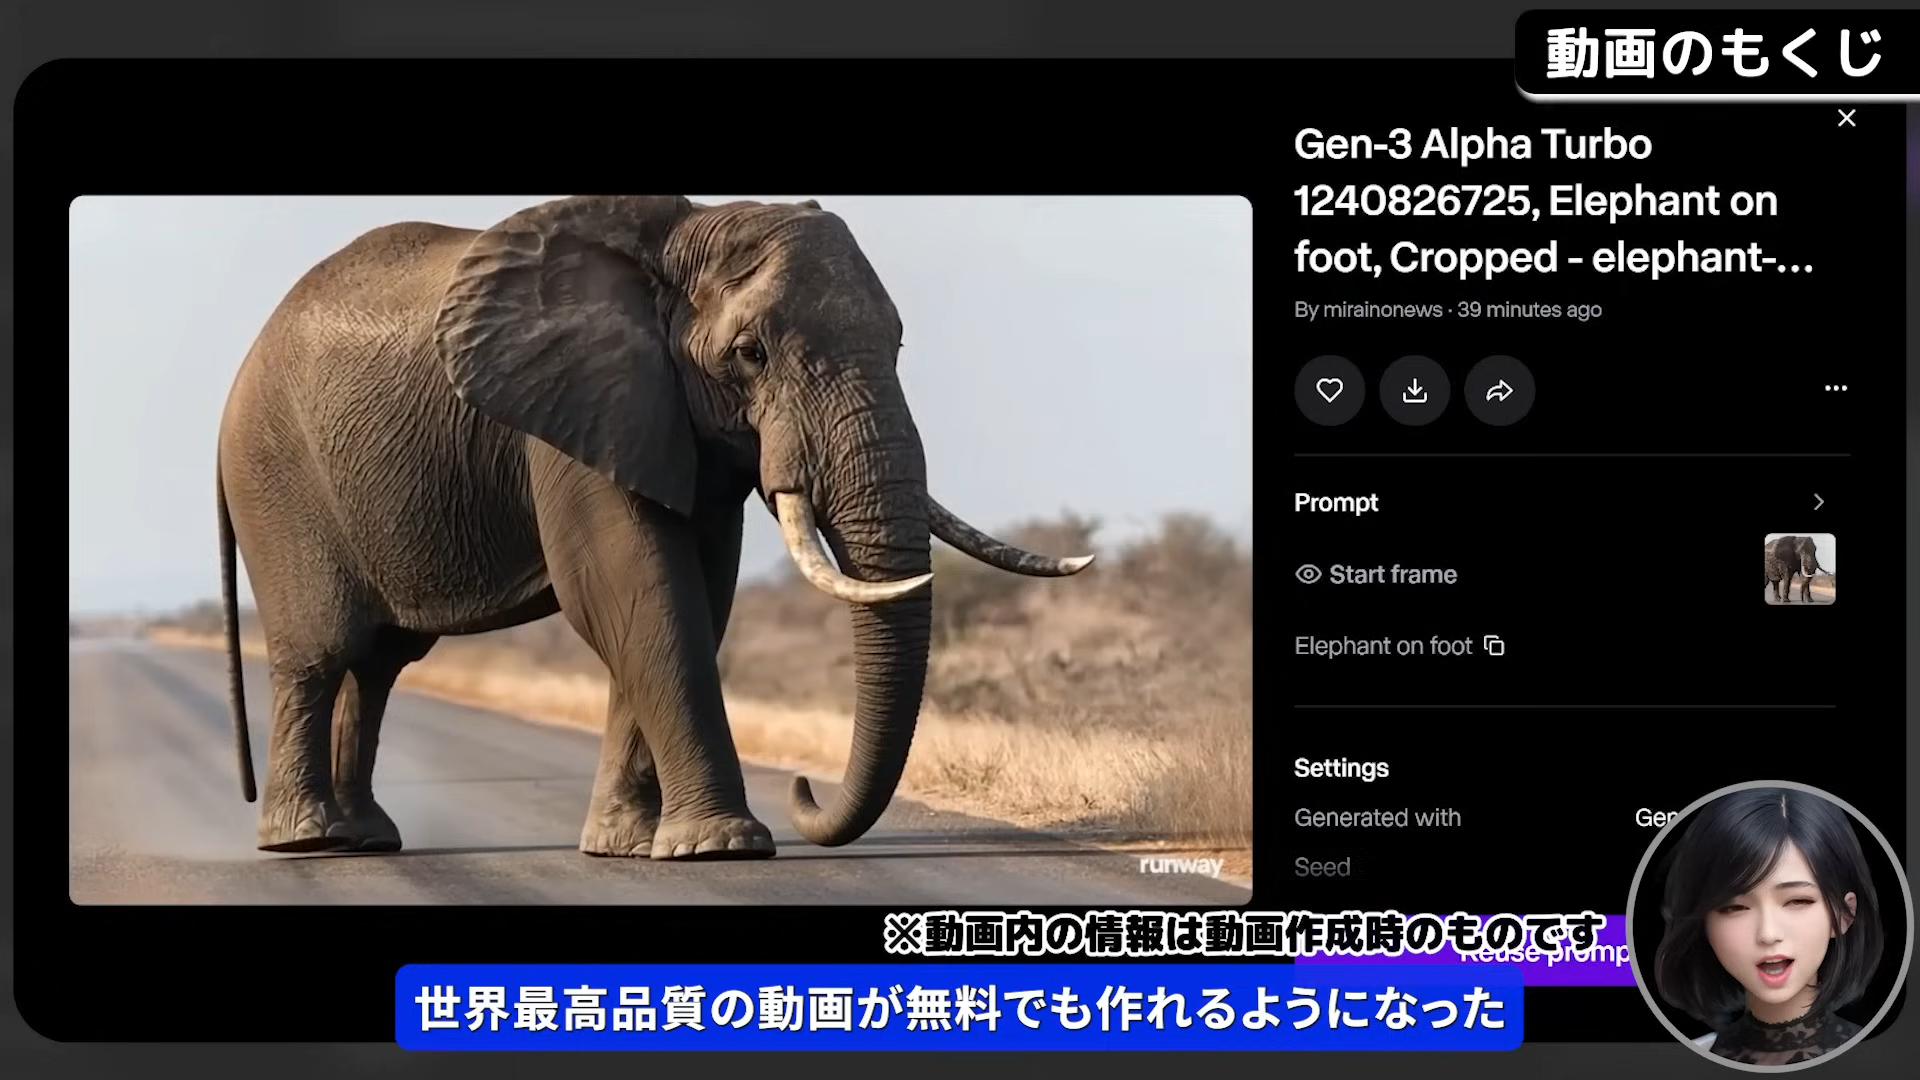 動画のもくじ
Gen-3 Alpha Turbo
1240826725, Elephant on
foot, Cropped - elephant-...
By mirainonews · 39 minutes ago
Prompt
Start frame
Elephant on foot
Settings
Generated with
Gen
Seed
runway
※動画内の情報は動画作成時のものです
Reuse promp
世界最高品質の動画が無料でも作れるようになった